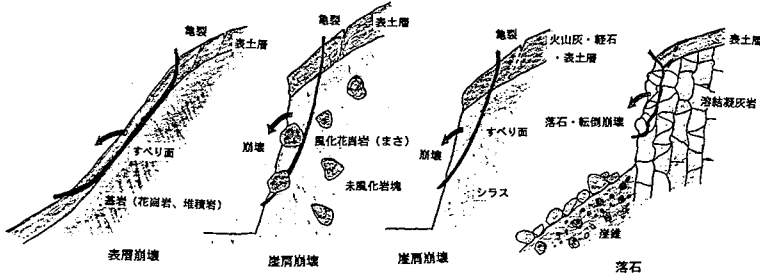 亀裂
表土層
すべり面
基岩（花崗岩、堆積岩）
表層崩壊
亀裂
表土層
崩壊
風化花崗岩（まさ）
未風化岩塊
崖肩崩壊
亀裂
火山灰・軽石
・表土層
すべり面
崩壊
シラス
崖肩崩壊
表土層
溶結凝灰岩
落石・転倒崩壊
崖錐
落石